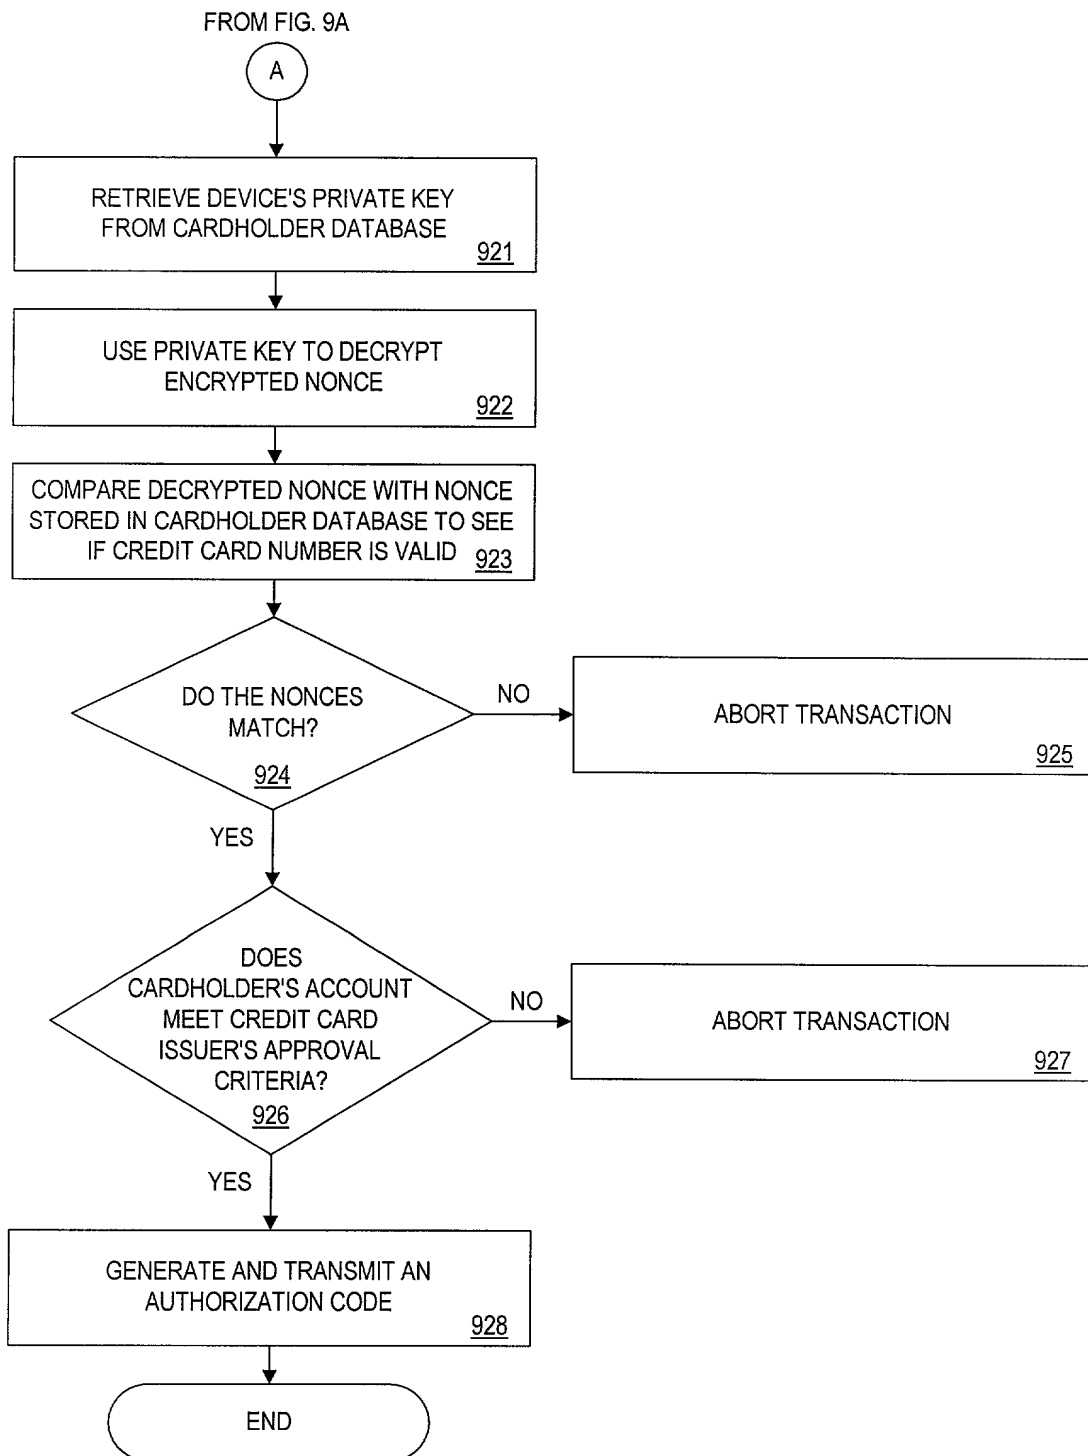 FROM FIG. 9A
A
RETRIEVE DEVICE'S PRIVATE KEY
FROM CARDHOLDER DATABASE
921
USE PRIVATE KEY TO DECRYPT
ENCRYPTED NONCE
922
COMPARE DECRYPTED NONCE WITH NONCE
STORED IN CARDHOLDER DATABASE TO SEE
IF CREDIT CARD NUMBER IS VALID
923
DO THE NONCES
MATCH?
924
NO
ABORT TRANSACTION
925
YES
DOES
CARDHOLDER'S ACCOUNT
MEET CREDIT CARD
ISSUER'S APPROVAL
CRITERIA?
926
NO
ABORT TRANSACTION
927
YES
GENERATE AND TRANSMIT AN
AUTHORIZATION CODE
928
END